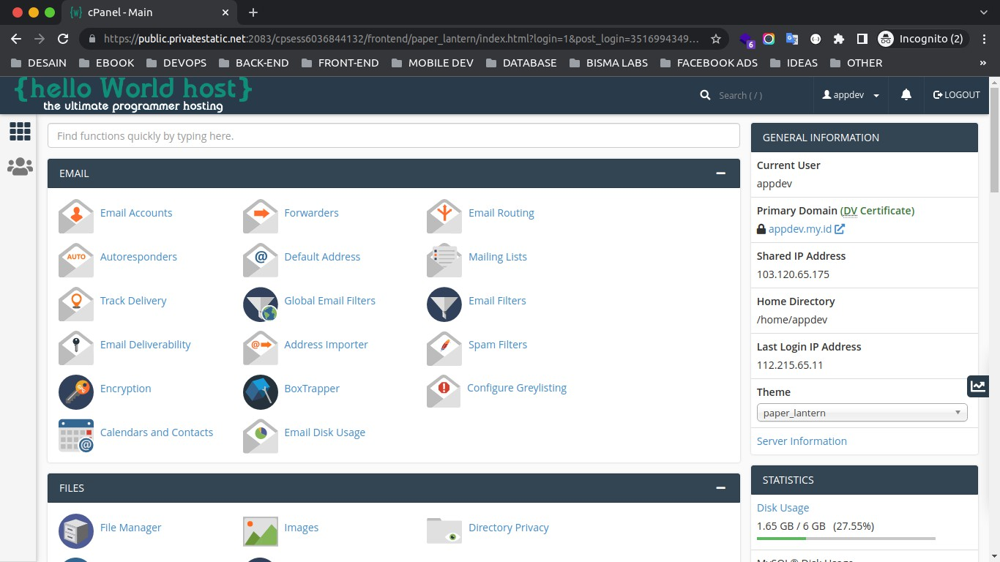 cPanel - Main
https://public.privatestatic.net:2083/cpsess6036844132/frontend/paper_lantern/index.html?login=1&post_login=3516994349...
6
Incognito (2)
DESAIN
EBOOK
DEVOPS
BACK-END
FRONT-END
MOBILE DEV
DATABASE
BISMA LABS
FACEBOOK ADS
IDEAS
OTHER
»
{hello World host}
the ultimate programmer hosting
Search ( / )
appdev
LOGOUT
Find functions quickly by typing here.
EMAIL
Email Accounts
Forwarders
Email Routing
AUTO
Autoresponders
@
Default Address
Mailing Lists
Track Delivery
Global Email Filters
Email Filters
Email Deliverability
@
Address Importer
Spam Filters
Encryption
BoxTrapper
Configure Greylisting
@
Calendars and Contacts
Email Disk Usage
FILES
File Manager
Images
Directory Privacy
GENERAL INFORMATION
Current User
appdev
Primary Domain (DV Certificate)
appdev.my.id
Shared IP Address
103.120.65.175
Home Directory
/home/appdev
Last Login IP Address
112.215.65.11
Theme
paper_lantern
Server Information
STATISTICS
Disk Usage
1.65 GB / 6 GB (27.55%)
MySQL® Disk Usage